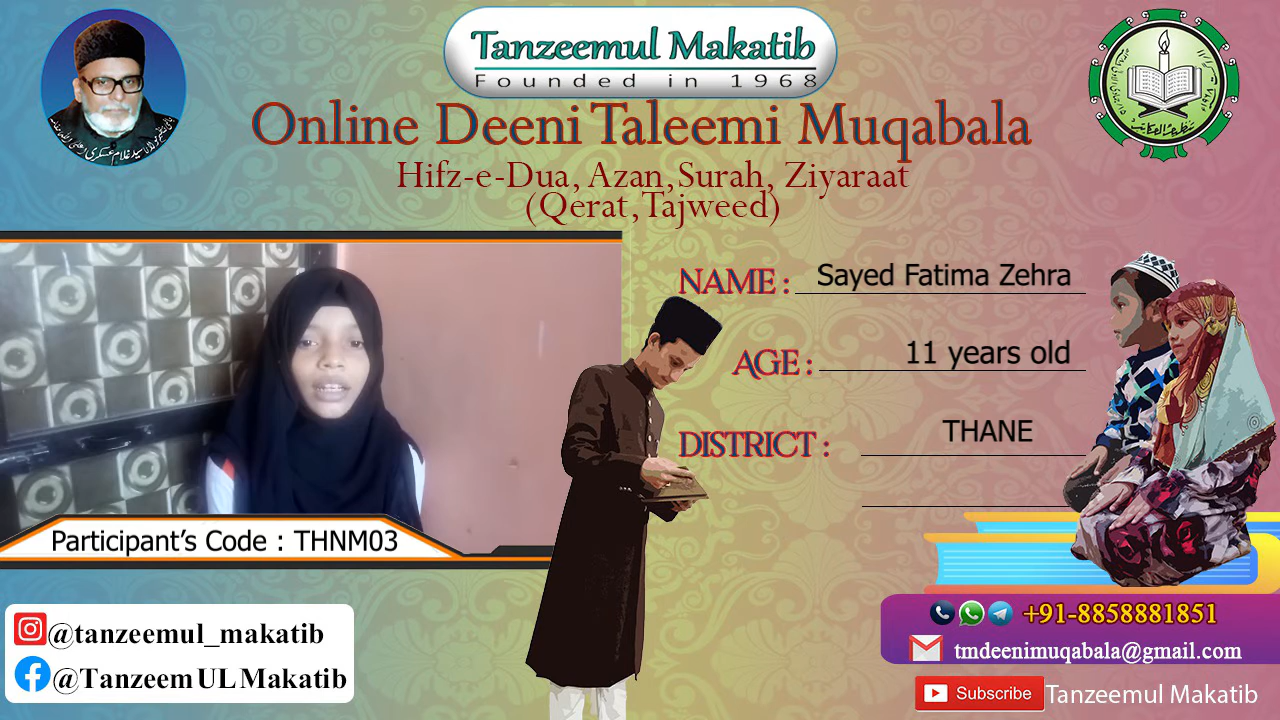 Tanzeemul Makatib
Founded in 1968
Online Deeni Taleemi Muqabala
Hifz-e-Dua, Azan, Surah, Ziyaraat
(Qerat, Tajweed)
NAME : Sayed Fatima Zehra
AGE : 11 years old
DISTRICT : THANE
Participant's Code : THNM03
@tanzeemul_makatib
@Tanzeem UL Makatib
+91-8858881851
tmdeenimuqabala@gmail.com
Subscribe Tanzeemul Makatib